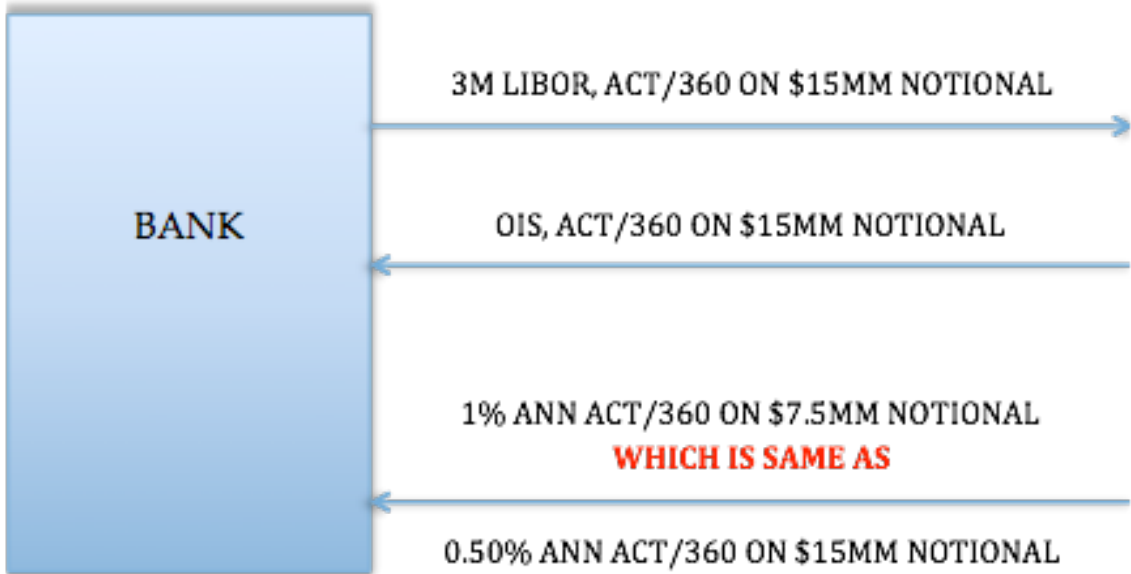 3M LIBOR, ACT/360 ON $15MM NOTIONAL
BANK
OIS, ACT/360 ON $15MM NOTIONAL
1% ANN ACT/360 ON $7.5MM NOTIONAL
WHICH IS SAME AS
0.50% ANN ACT/360 ON $15MM NOTIONAL